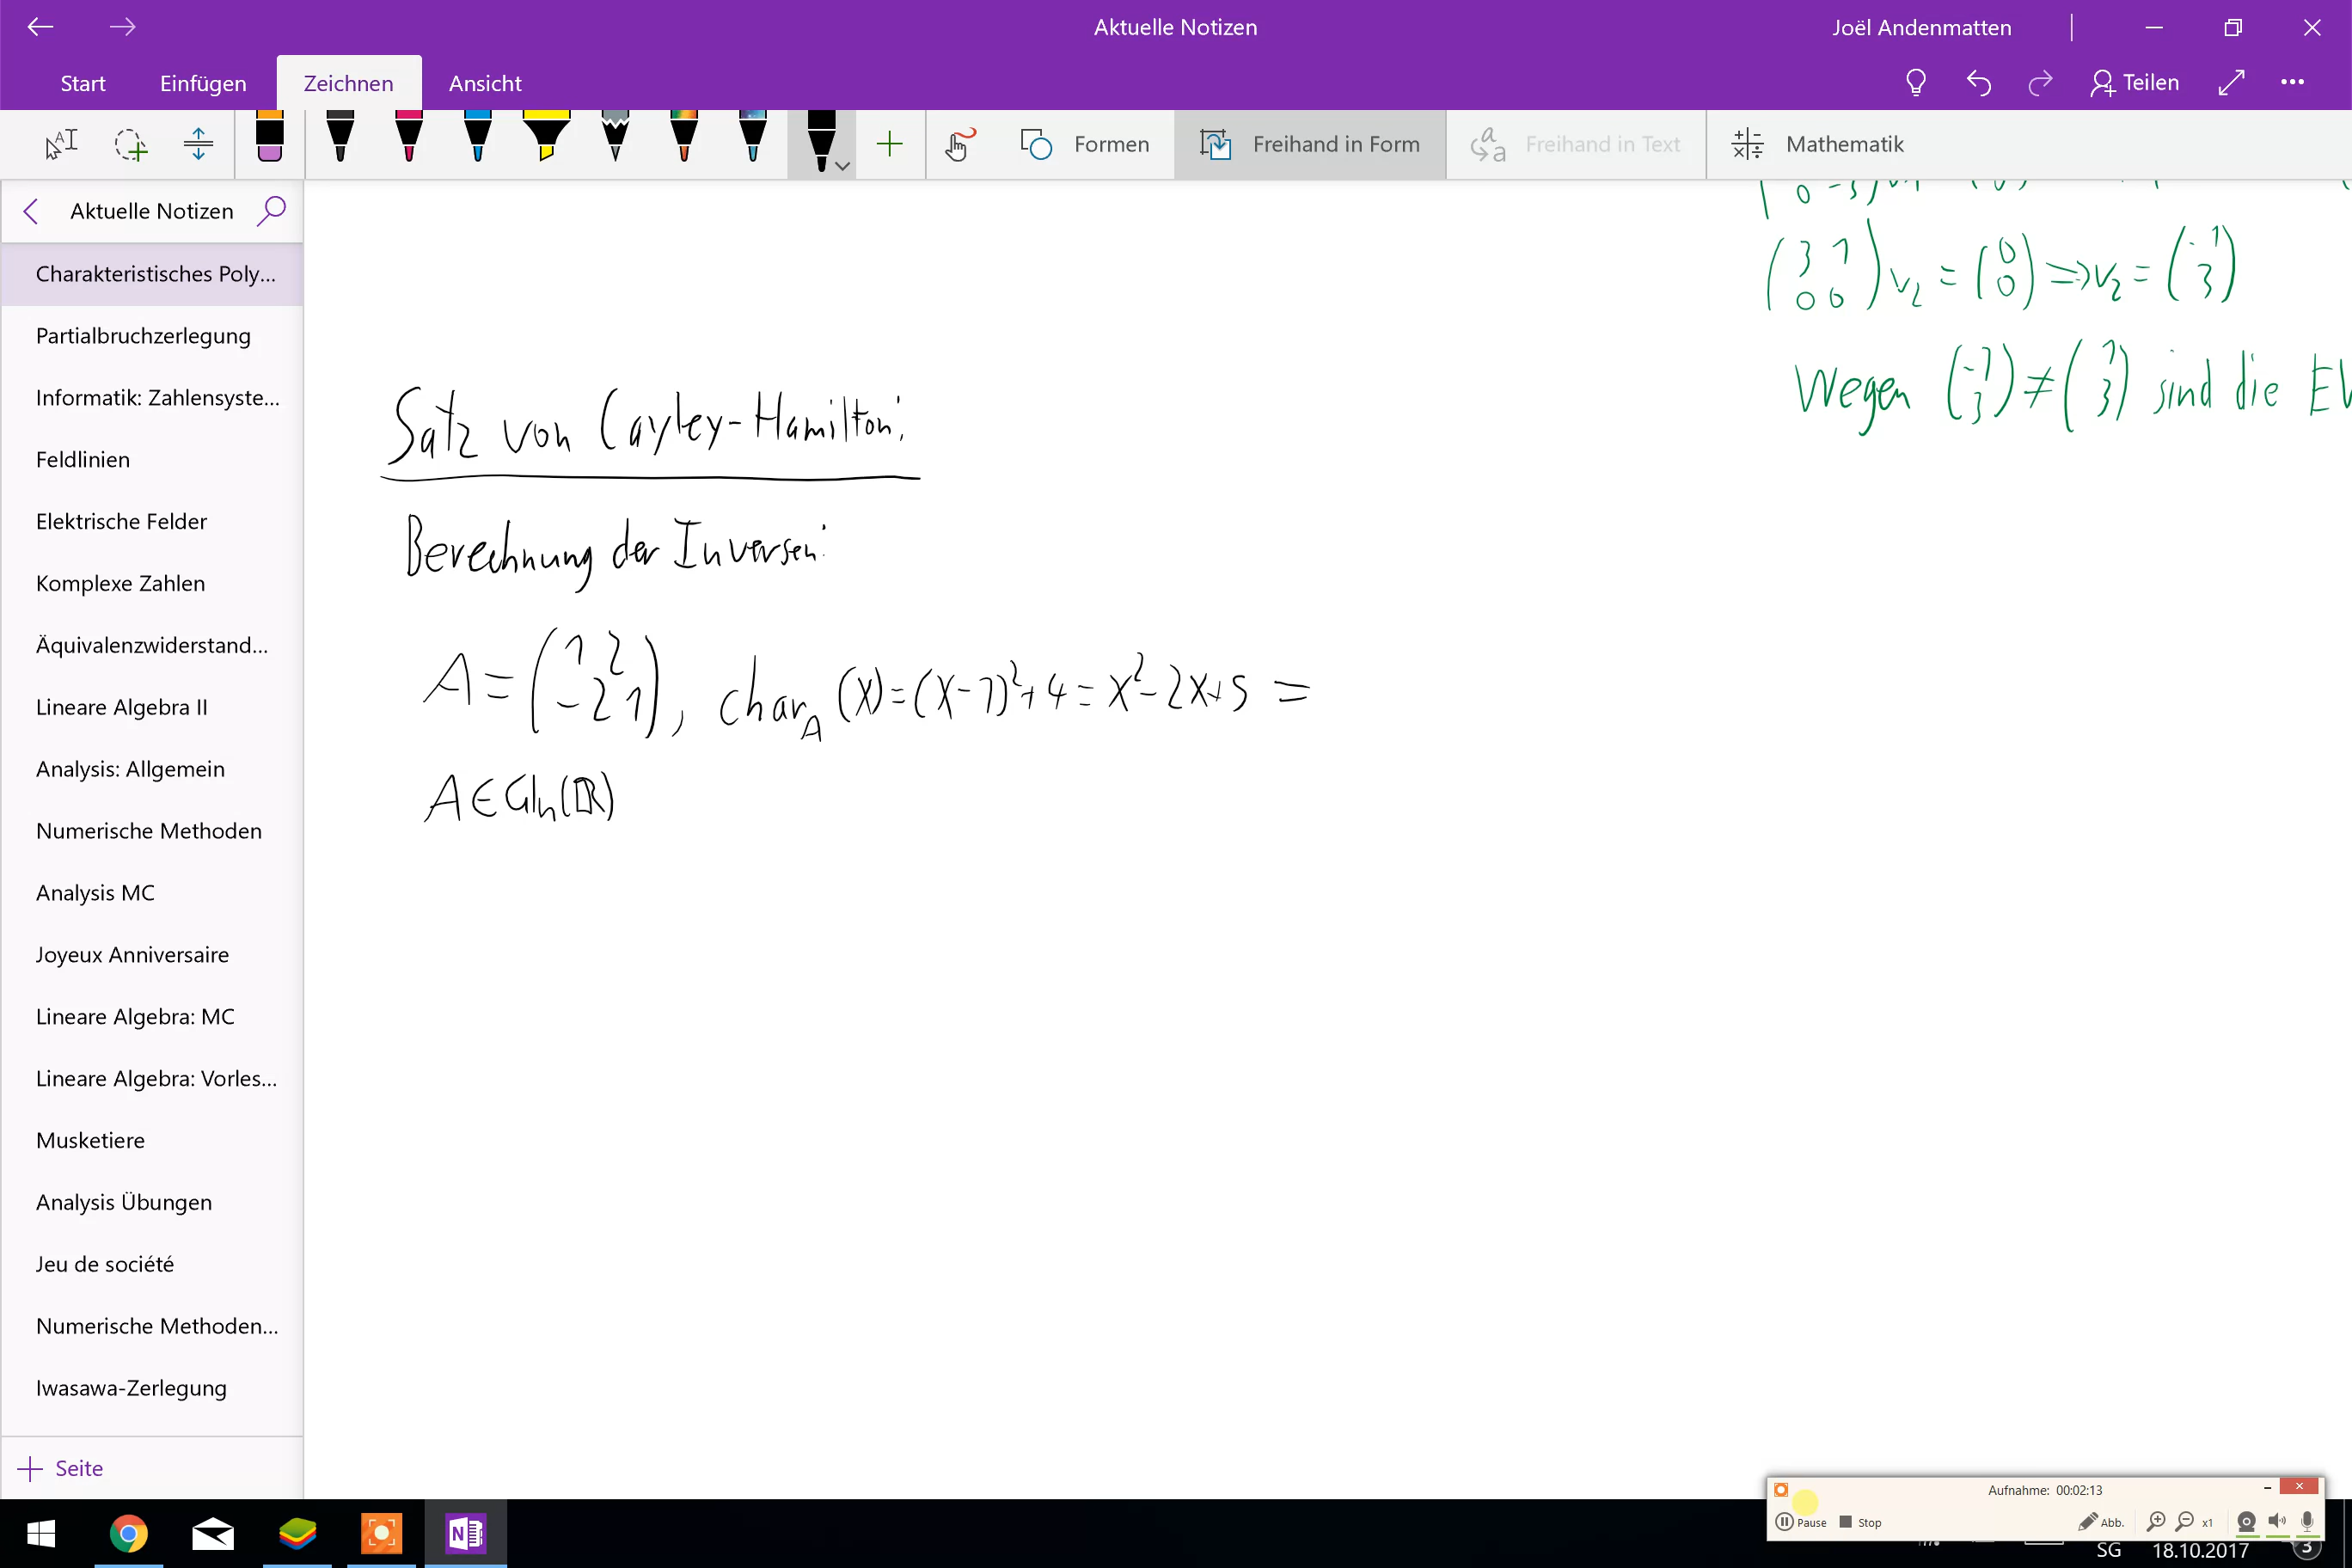 Aktuelle Notizen
Joël Andenmatten
Start Einfügen Zeichnen Ansicht
Teilen
Formen Freihand in Form Freihand in Text Mathematik
Aktuelle Notizen
Charakteristisches Poly...
Partialbruchzerlegung
Informatik: Zahlensyste...
Feldlinien
Elektrische Felder
Komplexe Zahlen
Äquivalenzwiderstand...
Lineare Algebra II
Analysis: Allgemein
Numerische Methoden
Analysis MC
Joyeux Anniversaire
Lineare Algebra: MC
Lineare Algebra: Vorles...
Musketiere
Analysis Übungen
Jeu de société
Numerische Methoden...
Iwasawa-Zerlegung
Seite
(3 1; 0 0) v₂ = (0; 0) ⇒ v₂ = (-1; 3)
Wegen (-1; 3) ≠ (1; 3) sind die EV
Satz von Cayley-Hamilton:
Berechnung der Inversen:
A = (1 2; -2 1), char_A (X) = (X-1)² + 4 = X² - 2X + 5 =
A ∈ Gln(ℝ)
Aufnahme: 00:02:13
Pause Stop Abb. x1
SG 18.10.2017 3